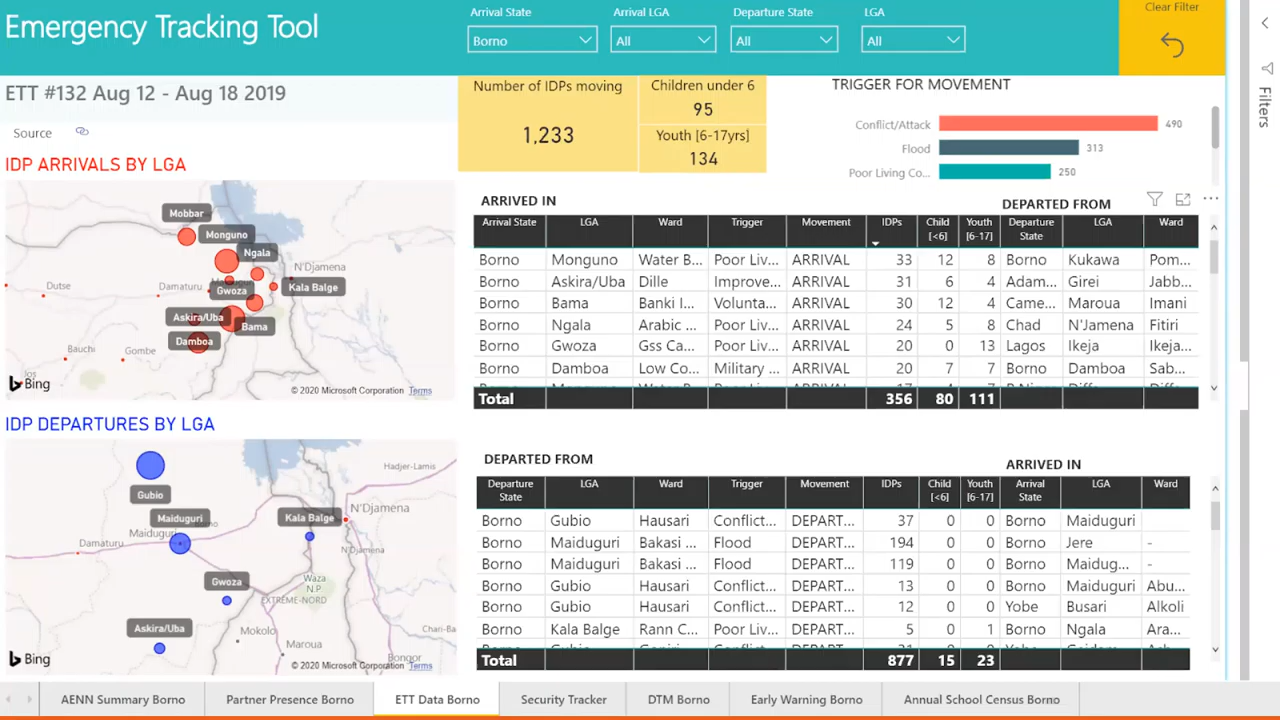 Emergency Tracking Tool
Arrival State
Arrival LGA
Departure State
LGA
Borno
All
All
All
Clear Filter
Filters
ETT #132 Aug 12 - Aug 18 2019
Source
Number of IDPs moving
1,233
Children under 6
95
Youth [6-17yrs]
134
TRIGGER FOR MOVEMENT
Conflict/Attack 490
Flood 313
Poor Living Co... 250
IDP ARRIVALS BY LGA
Mobbar
Monguno
Ngala
N'Djamena
Dutse
Damaturu
Gwoza
Kala Balge
Askira/Uba
Bama
Damboa
Bauchi
Gombe
Jos
Bing
© 2020 Microsoft Corporation Terms
ARRIVED IN
DEPARTED FROM
Arrival State LGA Ward Trigger Movement IDPs Child [<6] Youth [6-17] Departure State LGA Ward
Borno Monguno Water B... Poor Liv... ARRIVAL 33 12 8 Borno Kukawa Pom...
Borno Askira/Uba Dille Improve... ARRIVAL 31 6 4 Adam... Girei Jabb...
Borno Bama Banki I... Volunta... ARRIVAL 30 12 4 Came... Maroua Imani
Borno Ngala Arabic ... Poor Liv... ARRIVAL 24 5 8 Chad N'Jamena Fitiri
Borno Gwoza Gss Ca... Poor Liv... ARRIVAL 20 0 13 Lagos Ikeja Ikeja...
Borno Damboa Low Co... Military ... ARRIVAL 20 7 7 Borno Damboa Sab...
Total 356 80 111
IDP DEPARTURES BY LGA
Gubio
Maiduguri
Maiduguri
Damaturu
Kala Balge
N'Djamena
N'Djamena
Hadjer-Lamis
Gwoza
Waza
N.P.
EXTRÊME-NORD
Askira/Uba
Mokolo
Maroua
Chari-Ba
Bongor
Bing
© 2020 Microsoft Corporation Terms
DEPARTED FROM
ARRIVED IN
Departure State LGA Ward Trigger Movement IDPs Child [<6] Youth [6-17] Arrival State LGA Ward
Borno Gubio Hausari Conflict... DEPART... 37 0 0 Borno Maiduguri
Borno Maiduguri Bakasi ... Flood DEPART... 194 0 0 Borno Jere -
Borno Maiduguri Bakasi ... Flood DEPART... 119 0 0 Borno Maidug... -
Borno Gubio Hausari Conflict... DEPART... 13 0 0 Borno Maiduguri Abu...
Borno Gubio Hausari Conflict... DEPART... 12 0 0 Yobe Busari Alkoli
Borno Kala Balge Rann C... Poor Liv... DEPART... 5 0 1 Borno Ngala Ara...
Total 877 15 23
AENN Summary Borno
Partner Presence Borno
ETT Data Borno
Security Tracker
DTM Borno
Early Warning Borno
Annual School Census Borno